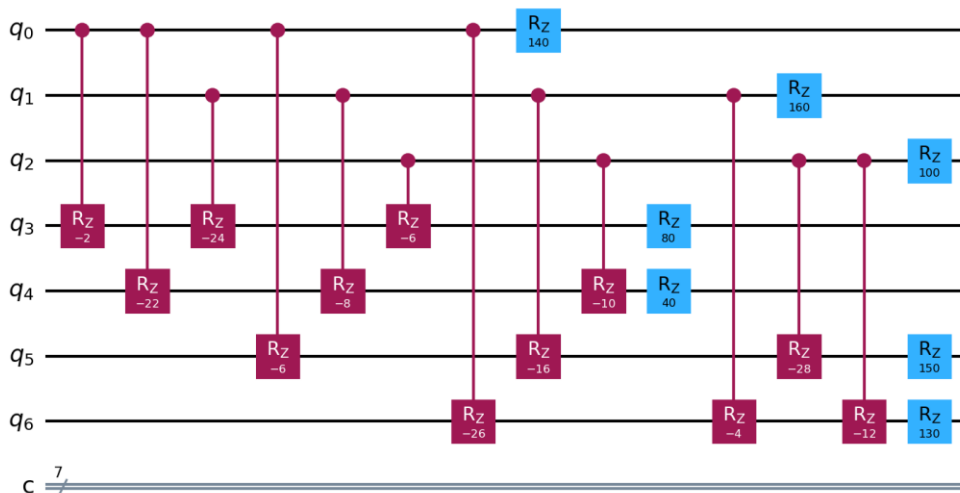 q0 RZ 140
q1 RZ 160
q2 RZ 100
q3 RZ −2 RZ −24 RZ −6 RZ 80
q4 RZ −22 RZ −8 RZ −10 RZ 40
q5 RZ −6 RZ −16 RZ −28 RZ 150
q6 RZ −26 RZ −4 RZ −12 RZ 130
c 7